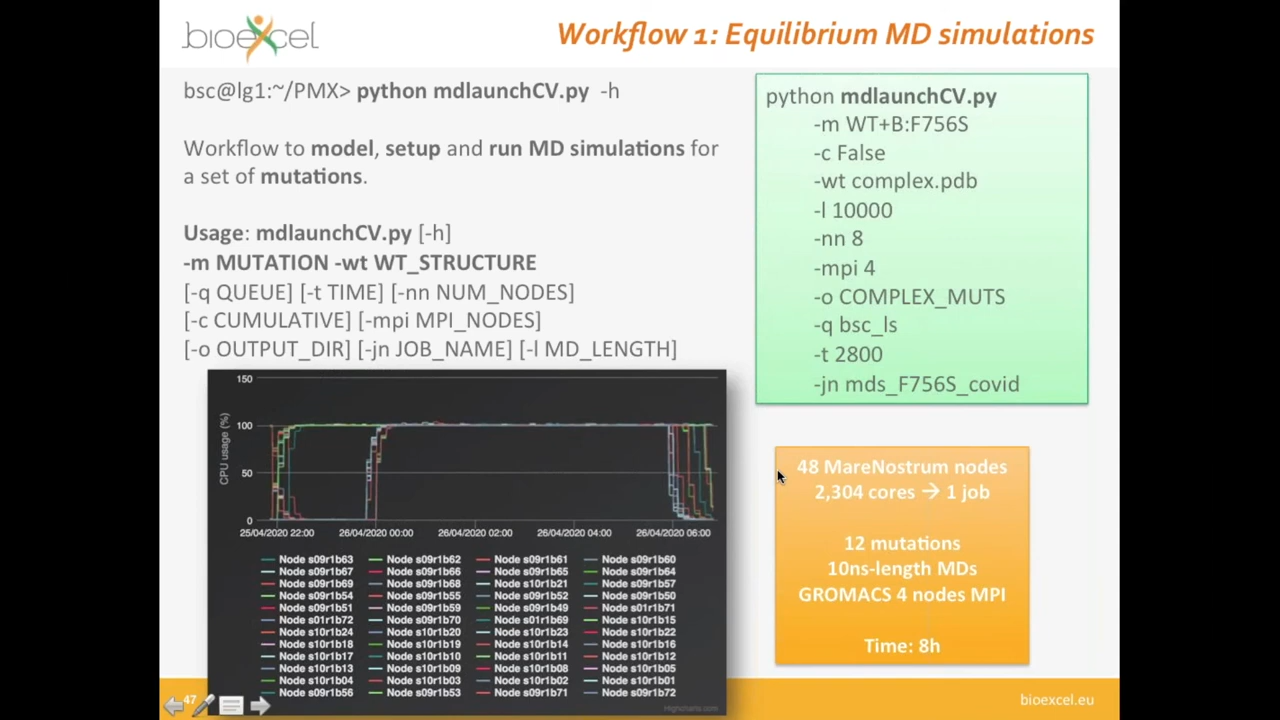 bioexcel
Workflow 1: Equilibrium MD simulations
bsc@lg1:~/PMX> python mdlaunchCV.py -h
Workflow to model, setup and run MD simulations for
a set of mutations.
Usage: mdlaunchCV.py [-h]
-m MUTATION -wt WT_STRUCTURE
[-q QUEUE] [-t TIME] [-nn NUM_NODES]
[-c CUMULATIVE] [-mpi MPI_NODES]
[-o OUTPUT_DIR] [-jn JOB_NAME] [-l MD_LENGTH]
python mdlaunchCV.py
-m WT+B:F756S
-c False
-wt complex.pdb
-l 10000
-nn 8
-mpi 4
-o COMPLEX_MUTS
-q bsc_ls
-t 2800
-jn mds_F756S_covid
150
100
50
0
CPU usage (%)
25/04/2020 22:00 26/04/2020 00:00 26/04/2020 02:00 26/04/2020 04:00 26/04/2020 06:00
Node s09r1b63 Node s09r1b62 Node s09r1b61 Node s09r1b60
Node s09r1b67 Node s09r1b66 Node s09r1b65 Node s09r1b64
Node s09r1b69 Node s09r1b68 Node s10r1b21 Node s09r1b57
Node s09r1b54 Node s09r1b55 Node s09r1b52 Node s09r1b50
Node s09r1b51 Node s09r1b59 Node s09r1b49 Node s01r1b71
Node s01r1b72 Node s09r1b70 Node s01r1b69 Node s10r1b15
Node s10r1b24 Node s10r1b20 Node s10r1b23 Node s10r1b22
Node s10r1b18 Node s10r1b19 Node s10r1b14 Node s10r1b16
Node s10r1b17 Node s10r1b10 Node s10r1b11 Node s10r1b12
Node s10r1b13 Node s10r1b09 Node s10r1b08 Node s10r1b05
Node s10r1b04 Node s10r1b03 Node s10r1b02 Node s10r1b01
Node s09r1b56 Node s09r1b53 Node s09r1b71 Node s09r1b72
Highcharts.com
48 MareNostrum nodes
2,304 cores → 1 job
12 mutations
10ns-length MDs
GROMACS 4 nodes MPI
Time: 8h
47
bioexcel.eu